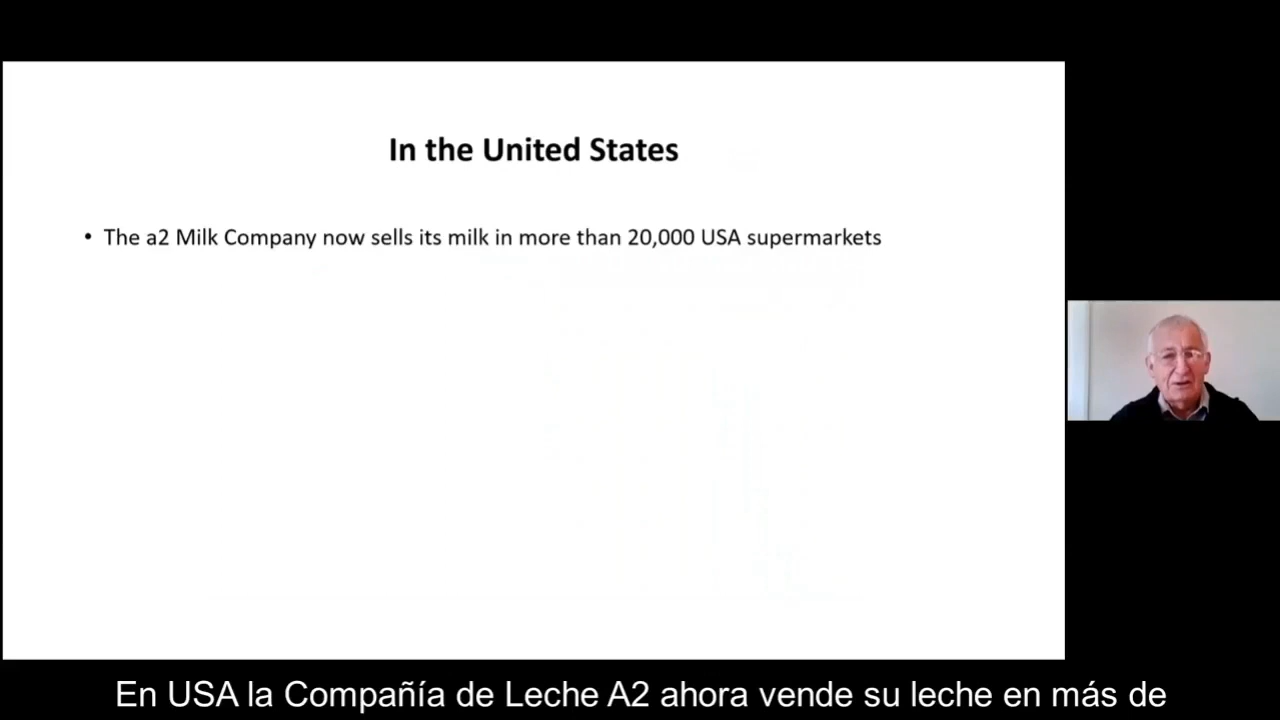 In the United States
• The a2 Milk Company now sells its milk in more than 20,000 USA supermarkets
En USA la Compañía de Leche A2 ahora vende su leche en más de